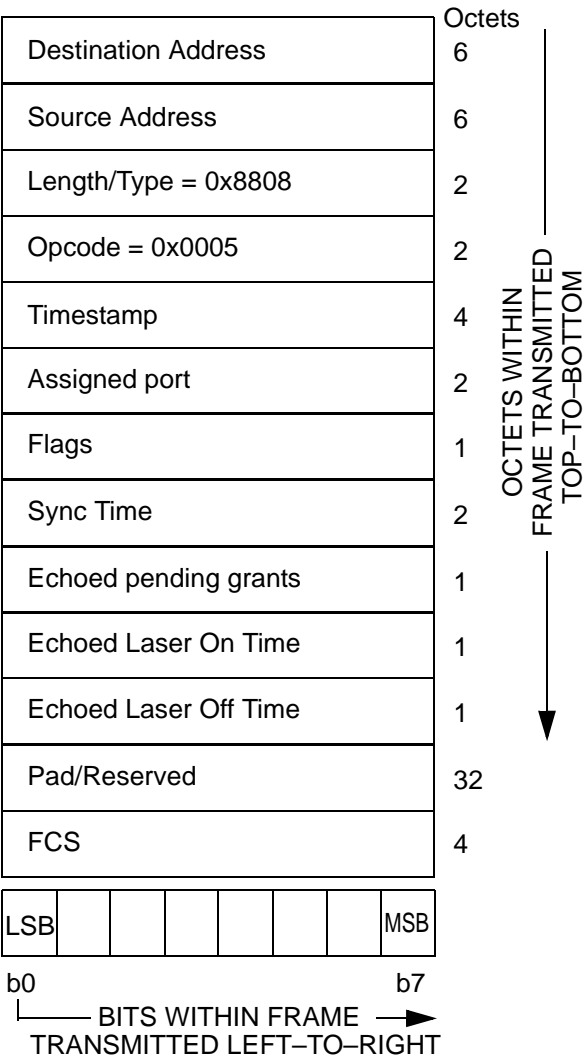 Octets
Destination Address 6
Source Address 6
Length/Type = 0x8808 2
Opcode = 0x0005 2
Timestamp 4
Assigned port 2
Flags 1
Sync Time 2
Echoed pending grants 1
Echoed Laser On Time 1
Echoed Laser Off Time 1
Pad/Reserved 32
FCS 4
OCTETS WITHIN
FRAME TRANSMITTED
TOP–TO–BOTTOM
LSB MSB
b0 b7
BITS WITHIN FRAME
TRANSMITTED LEFT–TO–RIGHT